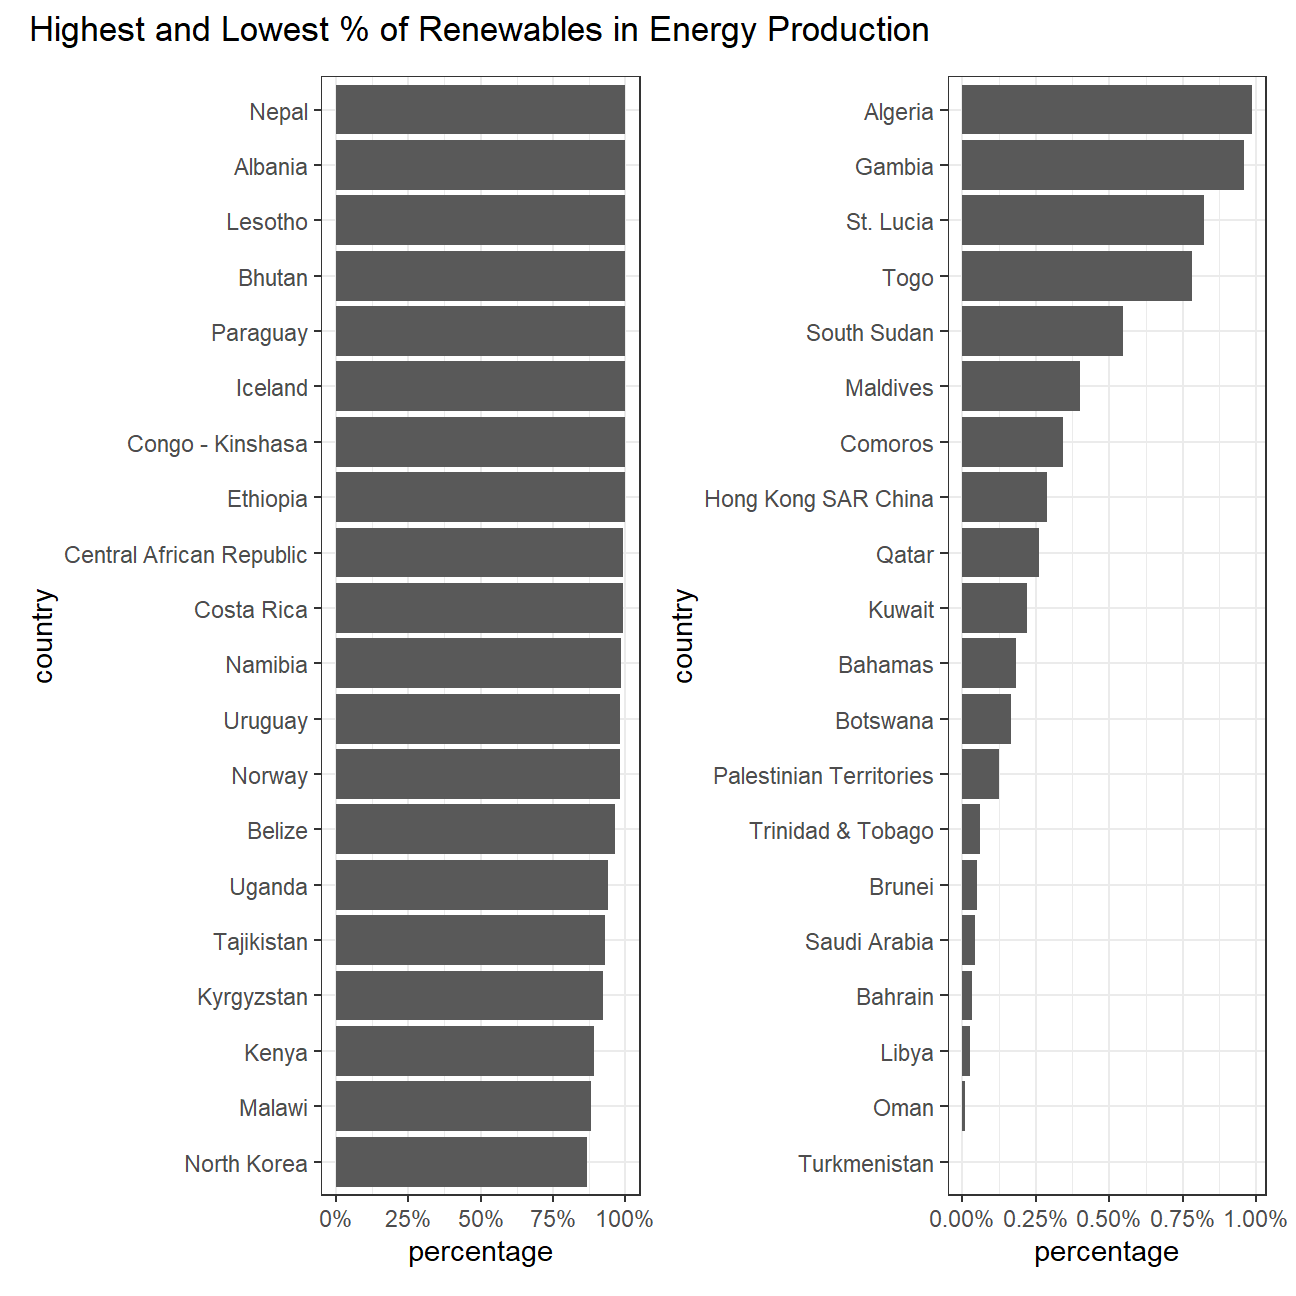 Highest and Lowest % of Renewables in Energy Production
country
Nepal
Albania
Lesotho
Bhutan
Paraguay
Iceland
Congo - Kinshasa
Ethiopia
Central African Republic
Costa Rica
Namibia
Uruguay
Norway
Belize
Uganda
Tajikistan
Kyrgyzstan
Kenya
Malawi
North Korea
0% 25% 50% 75% 100%
percentage
country
Algeria
Gambia
St. Lucia
Togo
South Sudan
Maldives
Comoros
Hong Kong SAR China
Qatar
Kuwait
Bahamas
Botswana
Palestinian Territories
Trinidad & Tobago
Brunei
Saudi Arabia
Bahrain
Libya
Oman
Turkmenistan
0.00% 0.25% 0.50% 0.75% 1.00%
percentage